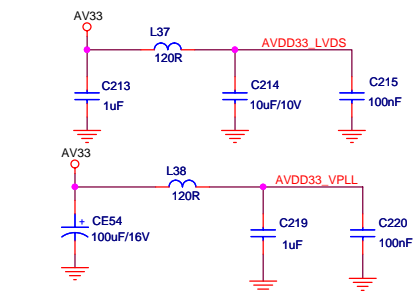 AV33
L37
120R
AVDD33_LVDS
C213
1uF
C214
10uF/10V
C215
100nF
AV33
L38
120R
AVDD33_VPLL
+
CE54
100uF/16V
C219
1uF
C220
100nF